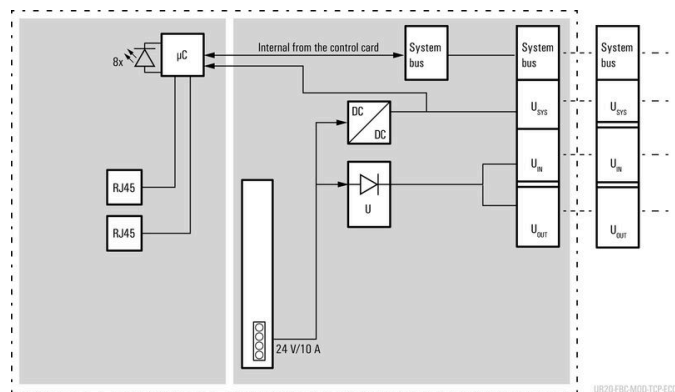 8x
µC
Internal from the control card
System
bus
System
bus
System
bus
DC
DC
U_SYS
U_SYS
RJ45
RJ45
U
U_IN
U_IN
U_OUT
U_OUT
24 V/10 A
UR20-FBC-MOD-TCP-ECO